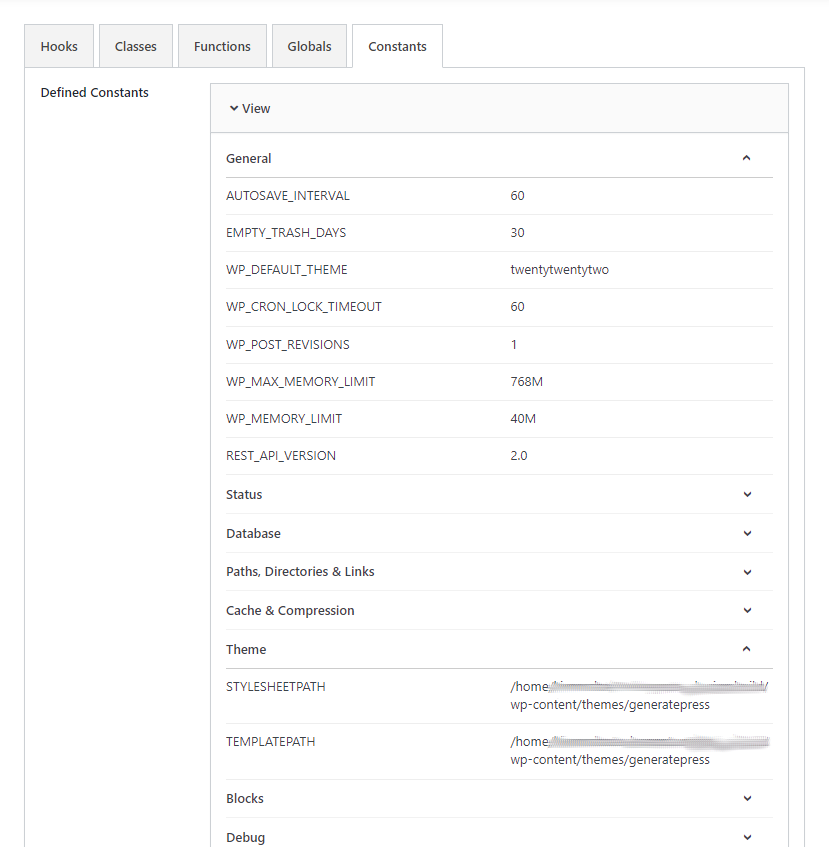 Hooks
Classes
Functions
Globals
Constants
Defined Constants
View
General
AUTOSAVE_INTERVAL 60
EMPTY_TRASH_DAYS 30
WP_DEFAULT_THEME twentytwentytwo
WP_CRON_LOCK_TIMEOUT 60
WP_POST_REVISIONS 1
WP_MAX_MEMORY_LIMIT 768M
WP_MEMORY_LIMIT 40M
REST_API_VERSION 2.0
Status
Database
Paths, Directories & Links
Cache & Compression
Theme
STYLESHEETPATH /home
wp-content/themes/generatepress
TEMPLATEPATH /home
wp-content/themes/generatepress
Blocks
Debug